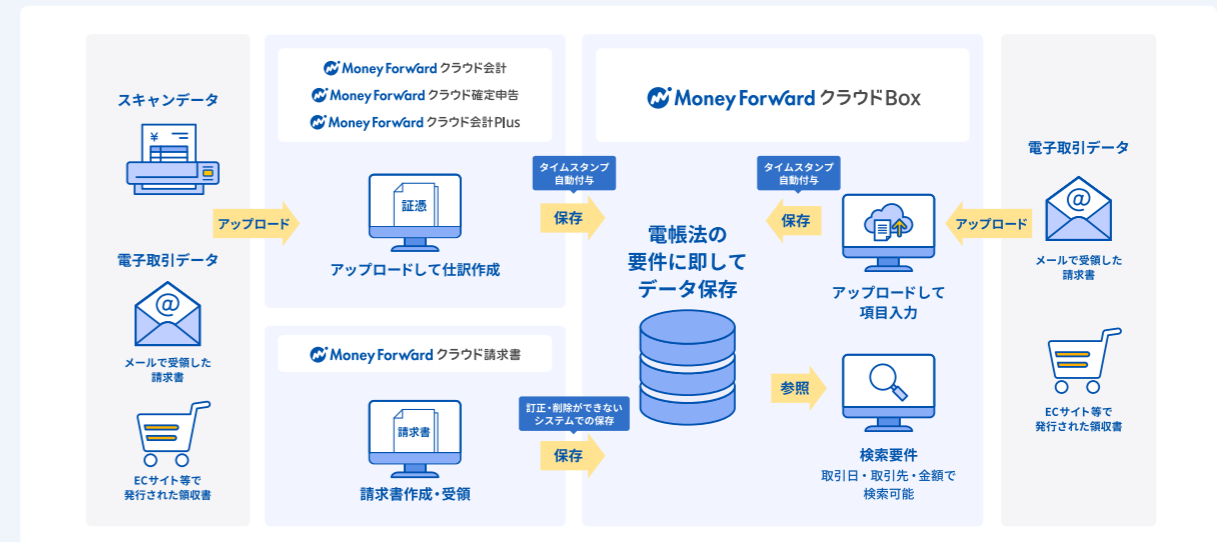 スキャンデータ
¥
電子取引データ
@
メールで受領した
請求書
ECサイト等で
発行された領収書
アップロード
Money Forward クラウド会計
Money Forward クラウド確定申告
Money Forward クラウド会計Plus
証憑
アップロードして仕訳作成
タイムスタンプ
自動付与
保存
Money Forward クラウド請求書
請求書
請求書作成・受領
訂正・削除ができない
システムでの保存
保存
Money Forward クラウドBox
電帳法の
要件に即して
データ保存
タイムスタンプ
自動付与
保存
アップロードして
項目入力
参照
検索要件
取引日・取引先・金額で
検索可能
アップロード
電子取引データ
@
メールで受領した
請求書
ECサイト等で
発行された領収書